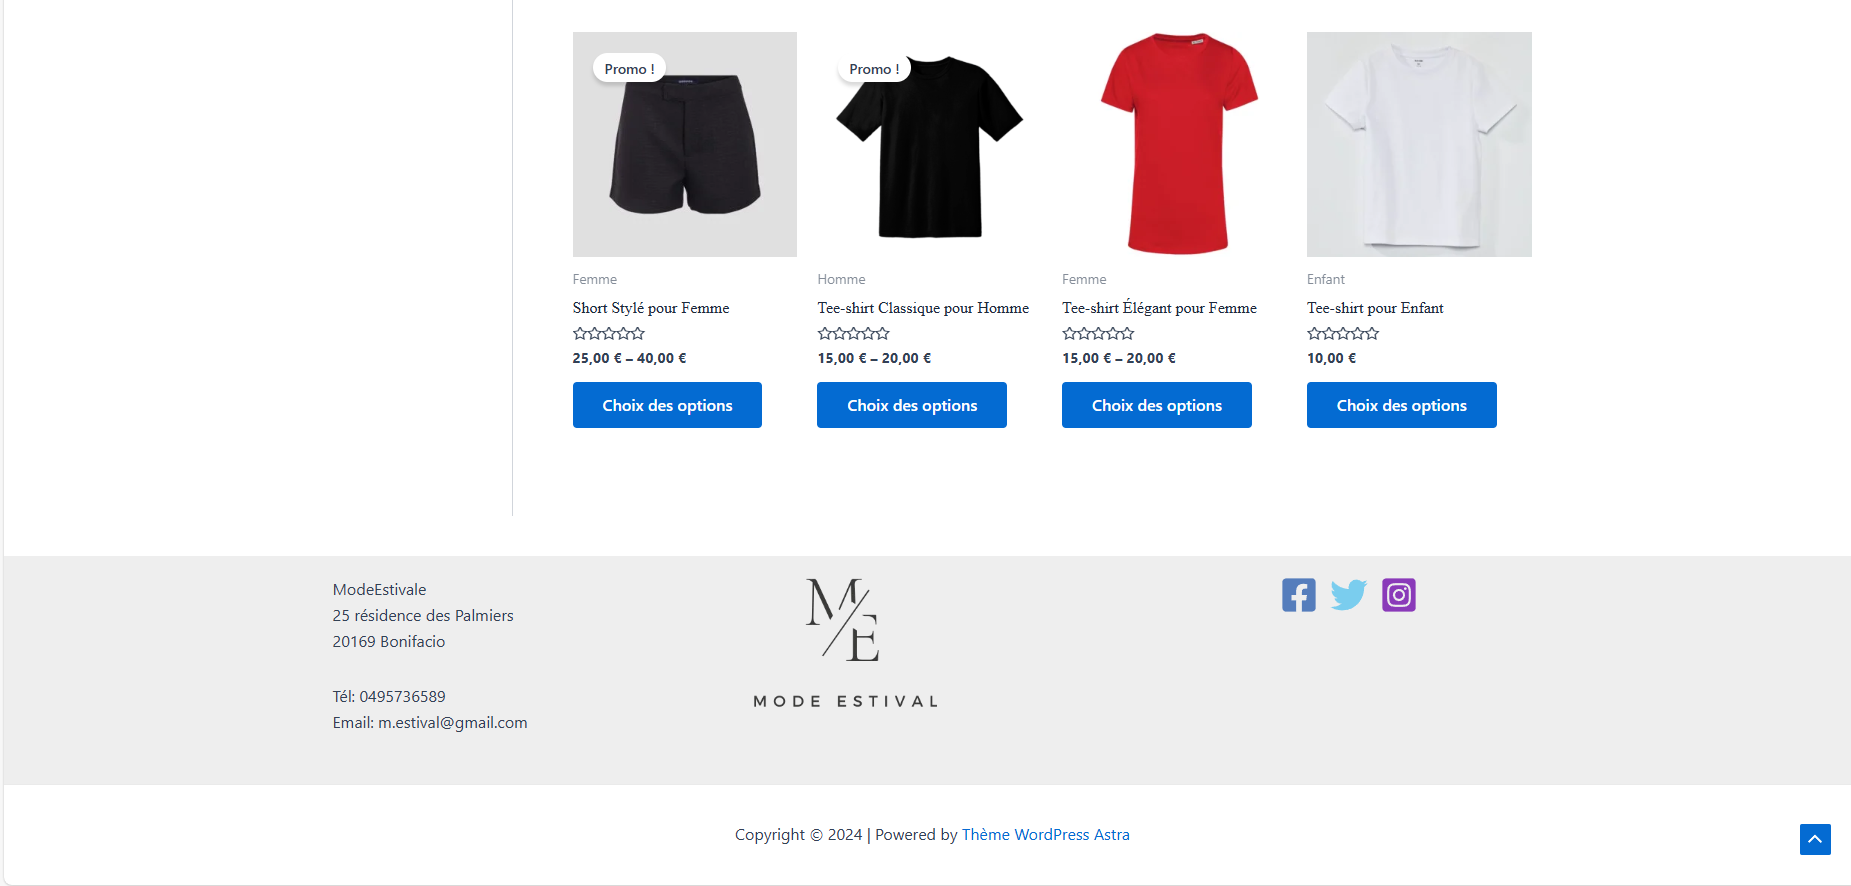 Promo !
Promo !
Femme
Short Stylé pour Femme
25,00 € – 40,00 €
Choix des options
Homme
Tee-shirt Classique pour Homme
15,00 € – 20,00 €
Choix des options
Femme
Tee-shirt Élégant pour Femme
15,00 € – 20,00 €
Choix des options
Enfant
Tee-shirt pour Enfant
10,00 €
Choix des options
ModeEstivale
25 résidence des Palmiers
20169 Bonifacio
Tél: 0495736589
Email: m.estival@gmail.com
M/E
MODE ESTIVAL
Copyright © 2024 | Powered by Thème WordPress Astra